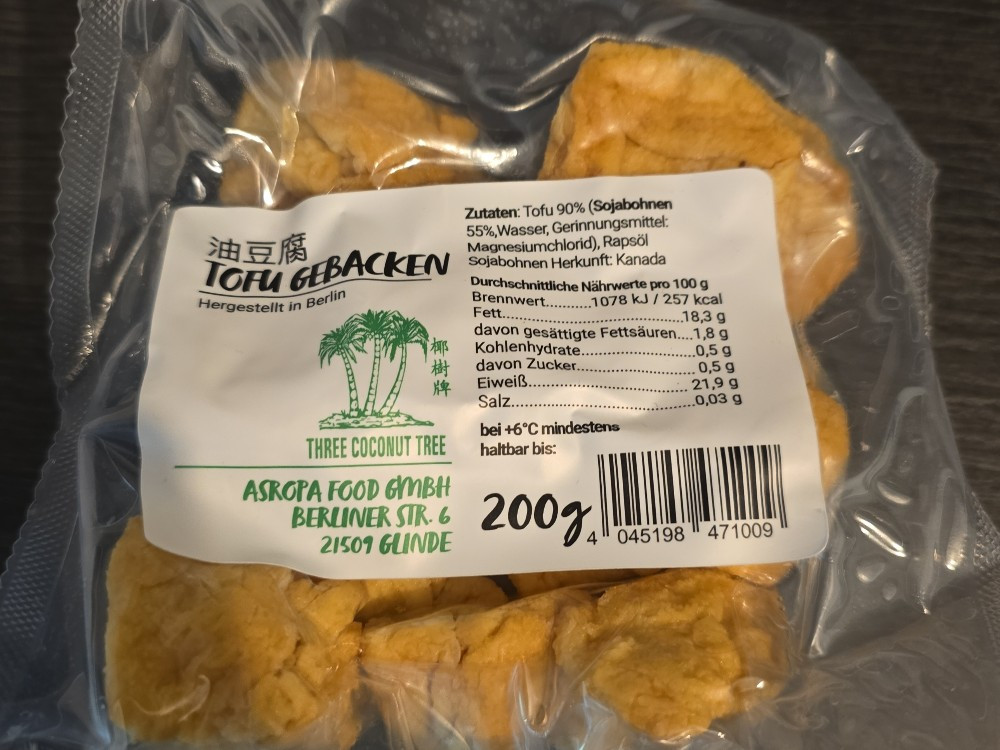 油豆腐
TOFU GEBACKEN
Hergestellt in Berlin
椰樹牌
THREE COCONUT TREE
ASROPA FOOD GMBH
BERLINER STR. 6
21509 GLINDE
Zutaten: Tofu 90% (Sojabohnen
55%,Wasser, Gerinnungsmittel:
Magnesiumchlorid), Rapsöl
Sojabohnen Herkunft: Kanada
Durchschnittliche Nährwerte pro 100 g
Brennwert..........1078 kJ / 257 kcal
Fett................................18,3 g
davon gesättigte Fettsäuren....1,8 g
Kohlenhydrate.....................0,5 g
davon Zucker.....................0,5 g
Eiweiß............................ 21,9 g
Salz................................0,03 g
bei +6°C mindestens
haltbar bis:
200g
4 045198 471009